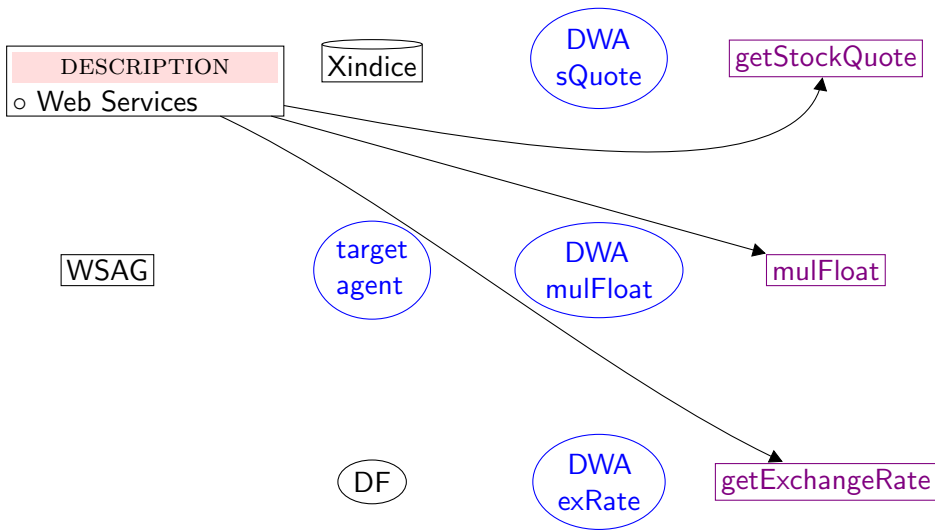 DESCRIPTION
○ Web Services
Xindice
DWA
sQuote
getStockQuote
WSAG
target
agent
DWA
mulFloat
mulFloat
DF
DWA
exRate
getExchangeRate